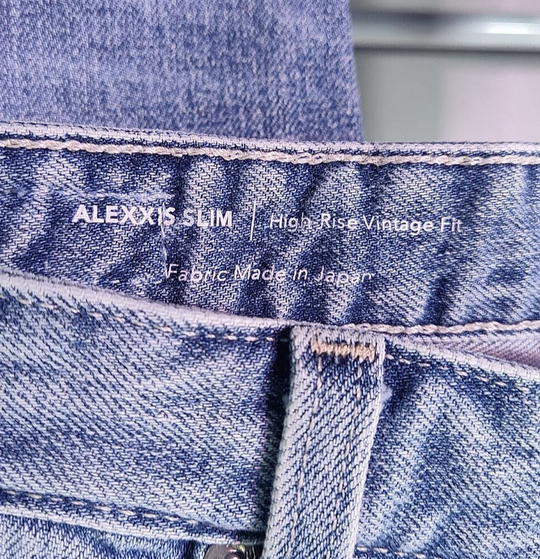 ALEXXIS SLIM | High-Rise Vintage Fit
Fabric Made in Japan